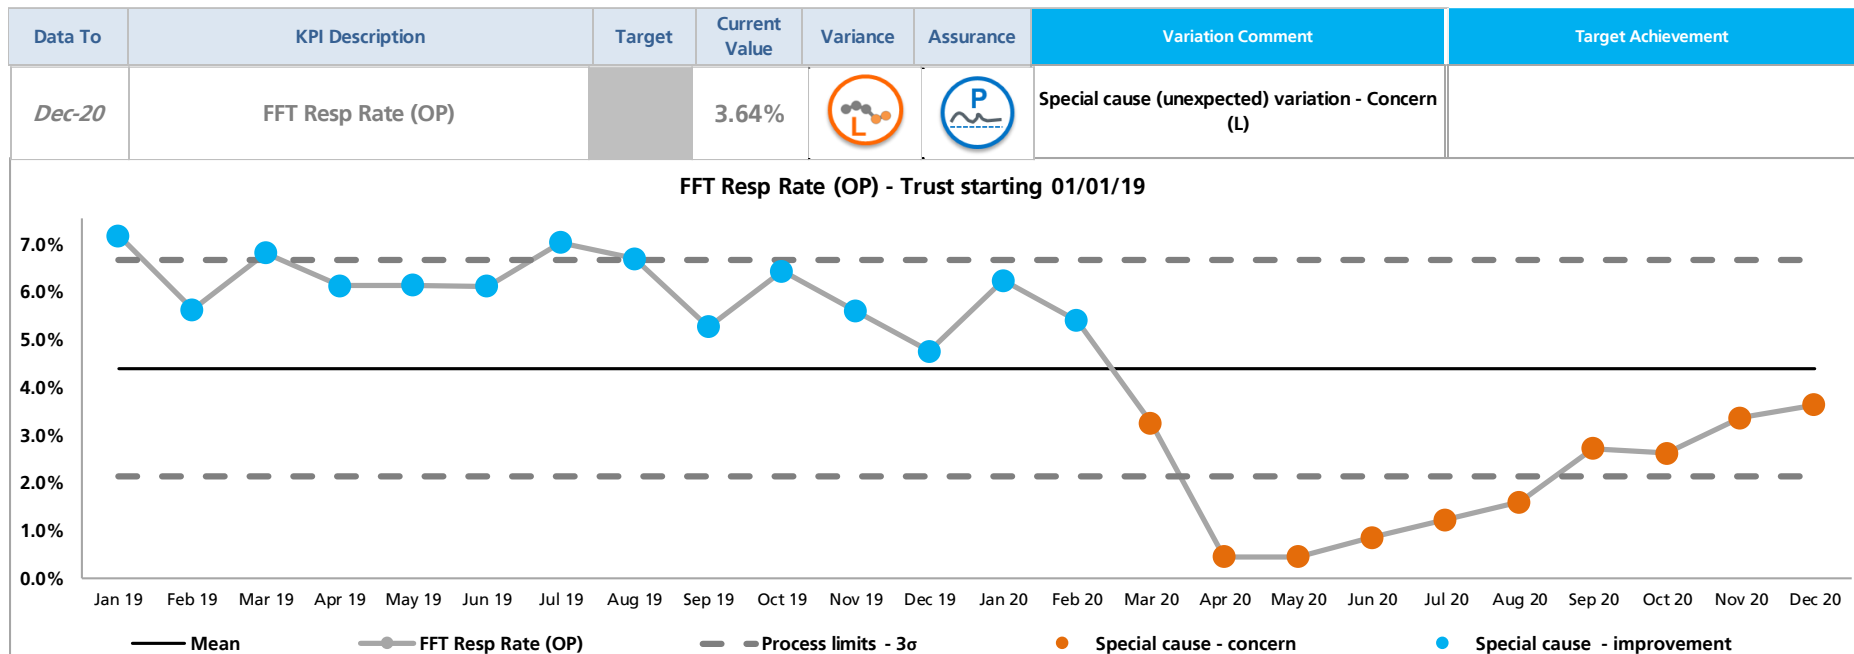 Data To
KPI Description
Target
Current
Value
Variance
Assurance
Variation Comment
Target Achievement
Dec-20
FFT Resp Rate (OP)
3.64%
L
P
Special cause (unexpected) variation - Concern
(L)
FFT Resp Rate (OP) - Trust starting 01/01/19
7.0%
6.0%
5.0%
4.0%
3.0%
2.0%
1.0%
0.0%
Jan 19 Feb 19 Mar 19 Apr 19 May 19 Jun 19 Jul 19 Aug 19 Sep 19 Oct 19 Nov 19 Dec 19 Jan 20 Feb 20 Mar 20 Apr 20 May 20 Jun 20 Jul 20 Aug 20 Sep 20 Oct 20 Nov 20 Dec 20
Mean FFT Resp Rate (OP) Process limits - 3σ Special cause - concern Special cause - improvement